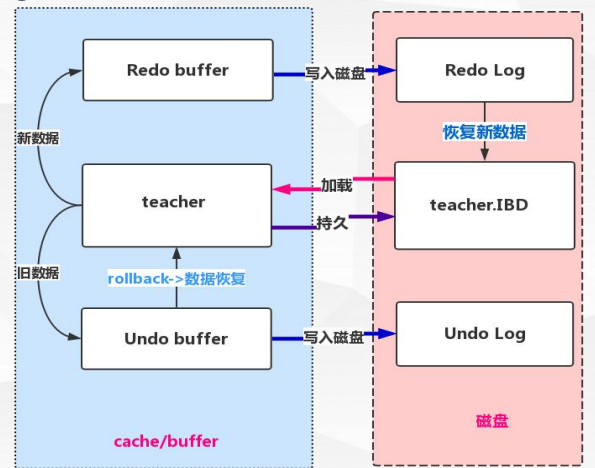 Redo buffer
写入磁盘
Redo Log
新数据
恢复新数据
teacher
加载
持久
teacher.IBD
旧数据
rollback->数据恢复
Undo buffer
写入磁盘
Undo Log
cache/buffer
磁盘